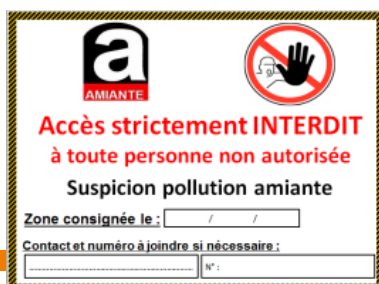 a
AMIANTE
Accès strictement INTERDIT
à toute personne non autorisée
Suspicion pollution amiante
Zone consignée le : / /
Contact et numéro à joindre si nécessaire :
N° :